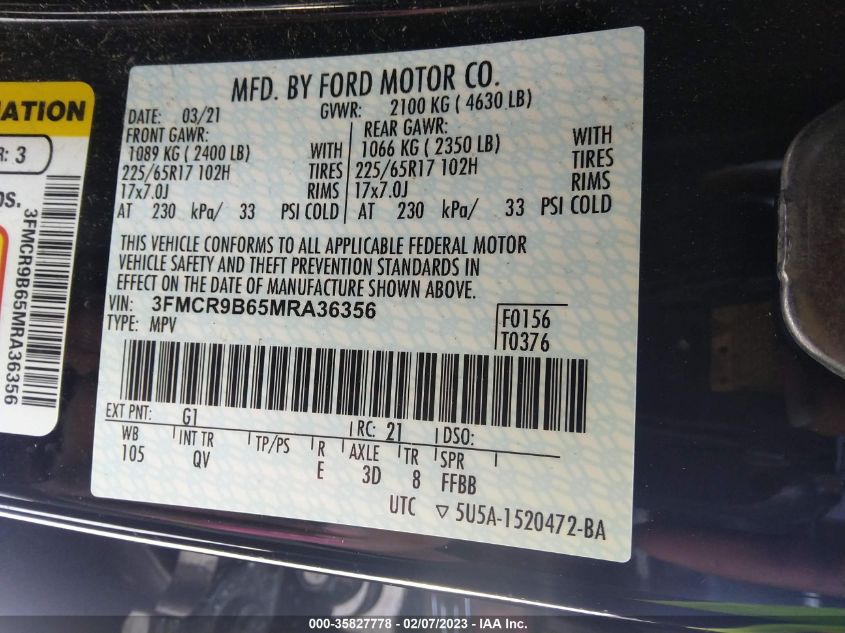 MFD. BY FORD MOTOR CO.
DATE: 03/21 GVWR: 2100 KG ( 4630 LB)
FRONT GAWR: REAR GAWR:
1089 KG ( 2400 LB) WITH 1066 KG ( 2350 LB) WITH
225/65R17 102H TIRES 225/65R17 102H TIRES
17x7.0J RIMS 17x7.0J RIMS
AT 230 kPa/ 33 PSI COLD AT 230 kPa/ 33 PSI COLD
THIS VEHICLE CONFORMS TO ALL APPLICABLE FEDERAL MOTOR
VEHICLE SAFETY AND THEFT PREVENTION STANDARDS IN
EFFECT ON THE DATE OF MANUFACTURE SHOWN ABOVE.
VIN: 3FMCR9B65MRA36356
TYPE: MPV
F0156
T0376
EXT PNT: G1 RC: 21 DSO:
WB INT TR TP/PS R AXLE TR SPR
105 QV E 3D 8 FFBB
UTC ▽ 5U5A-1520472-BA
R: 3
3FMCR9B65MRA36356
000-35827778 - 02/07/2023 - IAA Inc.